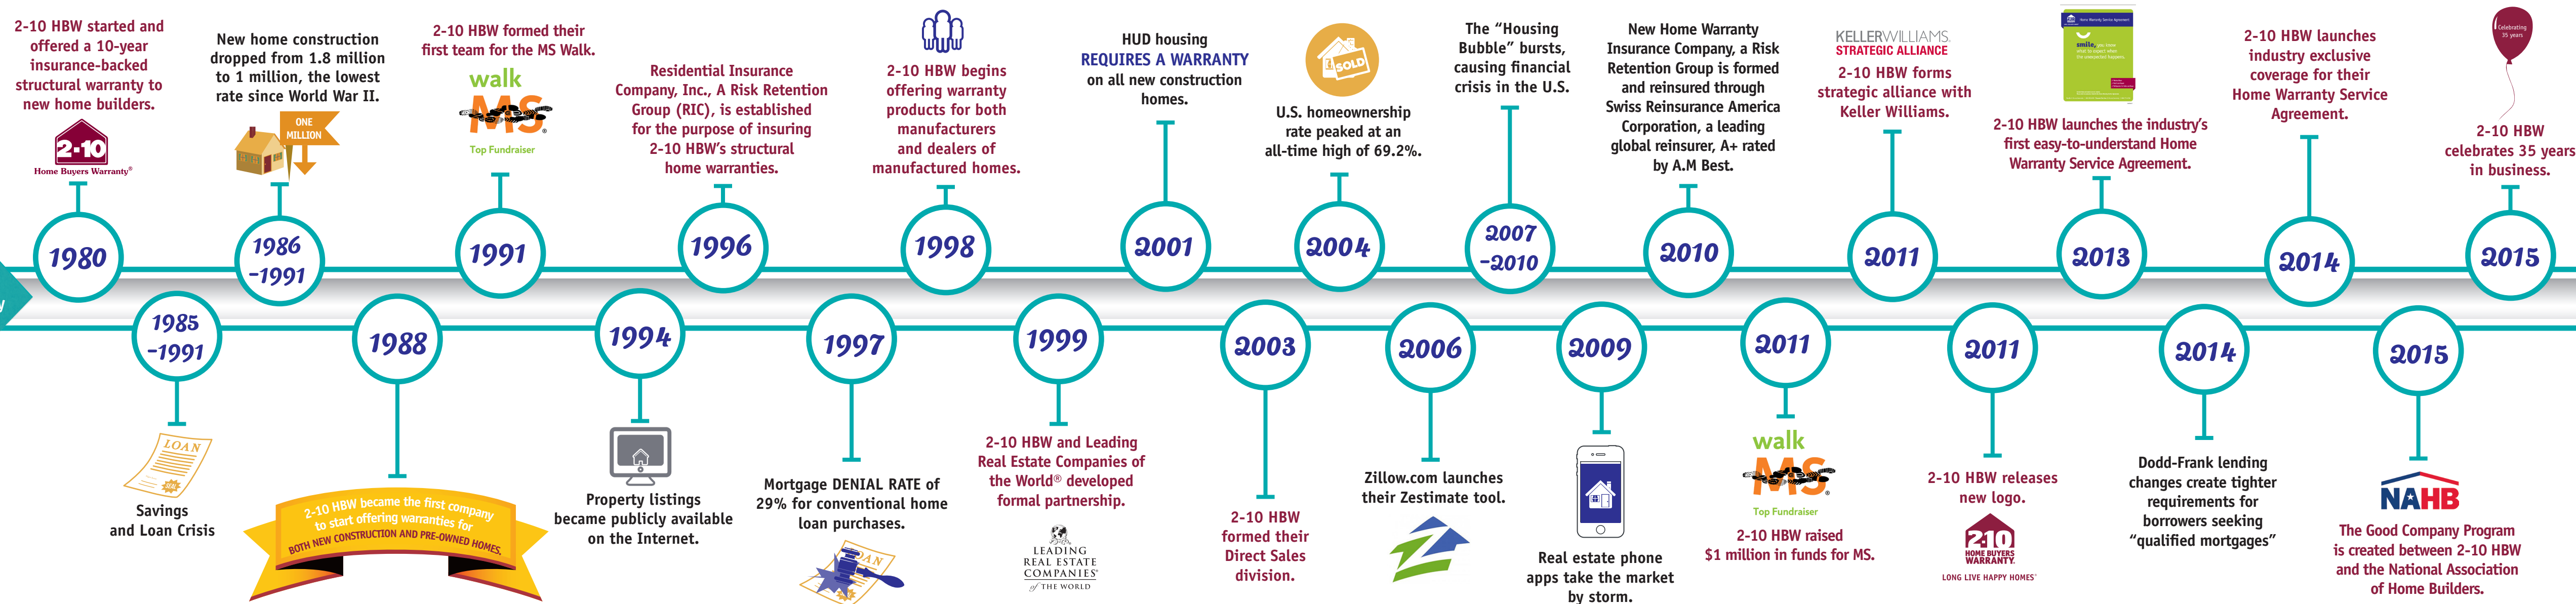 2-10 HBW started and
offered a 10-year
insurance-backed
structural warranty to
new home builders.
2-10
Home Buyers Warranty®
1980
1985
-1991
LOAN
SEAL
Savings
and Loan Crisis
New home construction
dropped from 1.8 million
to 1 million, the lowest
rate since World War II.
ONE
MILLION
1986
-1991
1988
2-10 HBW became the first company
to start offering warranties for
BOTH NEW CONSTRUCTION AND PRE-OWNED HOMES.
2-10 HBW formed their
first team for the MS Walk.
walk
MS
Top Fundraiser
1991
1994
Property listings
became publicly available
on the Internet.
Residential Insurance
Company, Inc., A Risk Retention
Group (RIC), is established
for the purpose of insuring
2-10 HBW's structural
home warranties.
1996
1997
Mortgage DENIAL RATE of
29% for conventional home
loan purchases.
2-10 HBW begins
offering warranty
products for both
manufacturers
and dealers of
manufactured homes.
1998
1999
2-10 HBW and Leading
Real Estate Companies of
the World® developed
formal partnership.
LEADING
REAL ESTATE
COMPANIES®
of THE WORLD
HUD housing
REQUIRES A WARRANTY
on all new construction
homes.
2001
2003
2-10 HBW
formed their
Direct Sales
division.
SOLD
U.S. homeownership
rate peaked at an
all-time high of 69.2%.
2004
2006
Zillow.com launches
their Zestimate tool.
The “Housing
Bubble” bursts,
causing financial
crisis in the U.S.
2007
-2010
2009
Real estate phone
apps take the market
by storm.
New Home Warranty
Insurance Company, a Risk
Retention Group is formed
and reinsured through
Swiss Reinsurance America
Corporation, a leading
global reinsurer, A+ rated
by A.M Best.
2010
2011
walk
MS
Top Fundraiser
2-10 HBW raised
$1 million in funds for MS.
KELLERWILLIAMS.
STRATEGIC ALLIANCE
2-10 HBW forms
strategic alliance with
Keller Williams.
2011
2011
2-10 HBW releases
new logo.
2-10
HOME BUYERS
WARRANTY.
LONG LIVE HAPPY HOMES
Home Warranty Service Agreement
smile,
2-10 HBW launches the industry's
first easy-to-understand Home
Warranty Service Agreement.
2013
2014
Dodd-Frank lending
changes create tighter
requirements for
borrowers seeking
“qualified mortgages”
2-10 HBW launches
industry exclusive
coverage for their
Home Warranty Service
Agreement.
2014
2015
NAHB
The Good Company Program
is created between 2-10 HBW
and the National Association
of Home Builders.
Celebrating
35 years
2-10 HBW
celebrates 35 years
in business.
2015